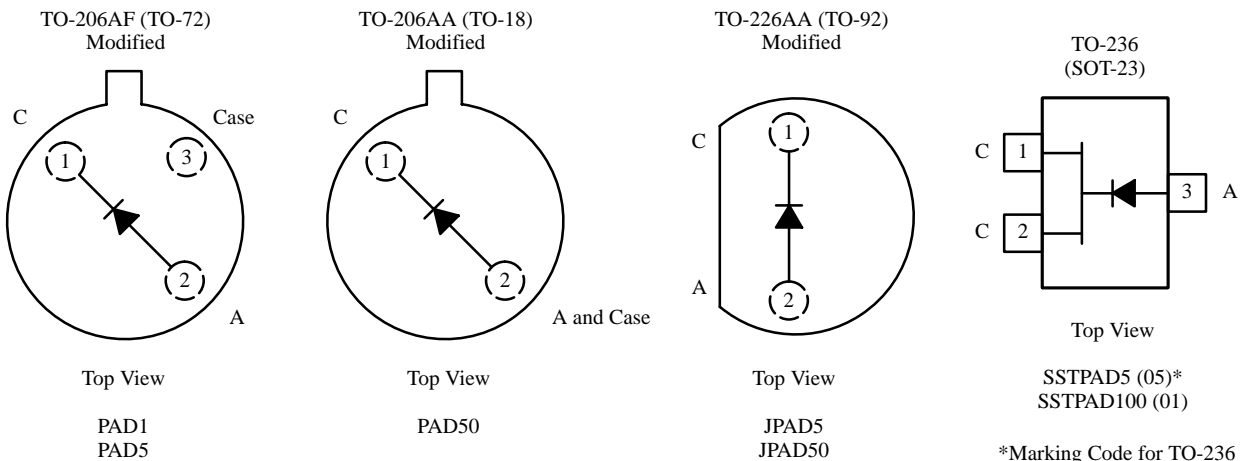 TO-206AF (TO-72)
Modified
C
Case
1
3
2
A
Top View
PAD1
PAD5
TO-206AA (TO-18)
Modified
C
1
2
A and Case
Top View
PAD50
TO-226AA (TO-92)
Modified
C
1
A
2
Top View
JPAD5
JPAD50
TO-236
(SOT-23)
C
1
3
A
C
2
Top View
SSTPAD5 (05)*
SSTPAD100 (01)
*Marking Code for TO-236